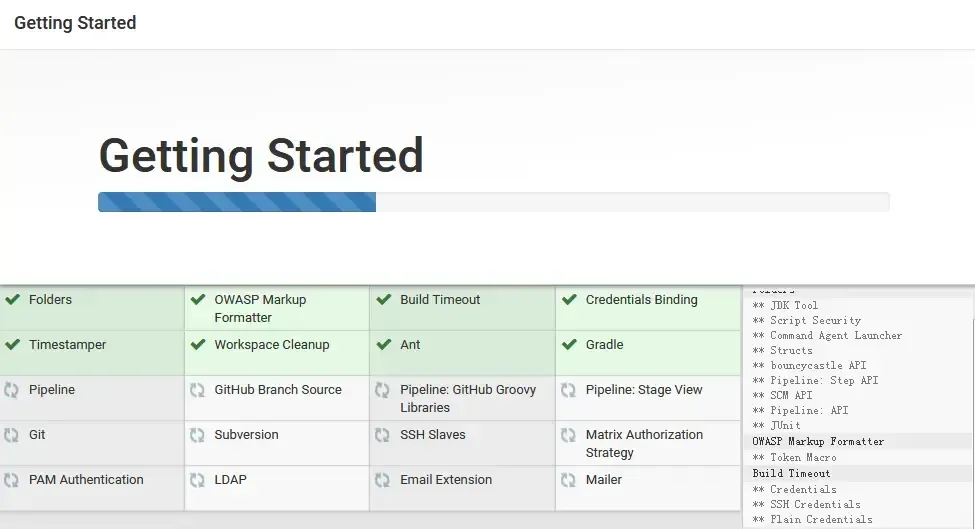 Getting Started
Getting Started
Folders
OWASP Markup
Formatter
Build Timeout
Credentials Binding
Timestamper
Workspace Cleanup
Ant
Gradle
Pipeline
GitHub Branch Source
Pipeline: GitHub Groovy
Libraries
Pipeline: Stage View
Git
Subversion
SSH Slaves
Matrix Authorization
Strategy
PAM Authentication
LDAP
Email Extension
Mailer
Folders
** JDK Tool
** Script Security
** Command Agent Launcher
** Structs
** bouncycastle API
** Pipeline: Step API
** SCM API
** Pipeline: API
** JUnit
OWASP Markup Formatter
** Token Macro
Build Timeout
** Credentials
** SSH Credentials
** Plain Credentials